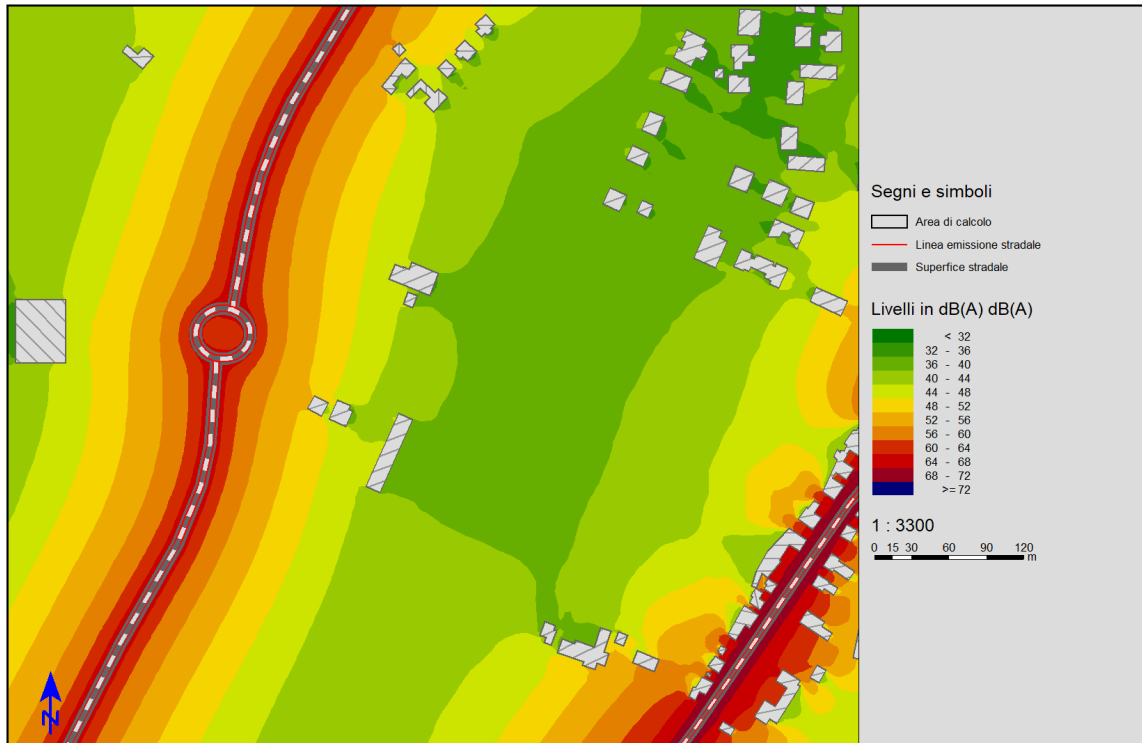 Segni e simboli
Area di calcolo
Linea emissione stradale
Superfice stradale
Livelli in dB(A) dB(A)
< 32
32 - 36
36 - 40
40 - 44
44 - 48
48 - 52
52 - 56
56 - 60
60 - 64
64 - 68
68 - 72
>= 72
1 : 3300
0 15 30 60 90 120
m
N